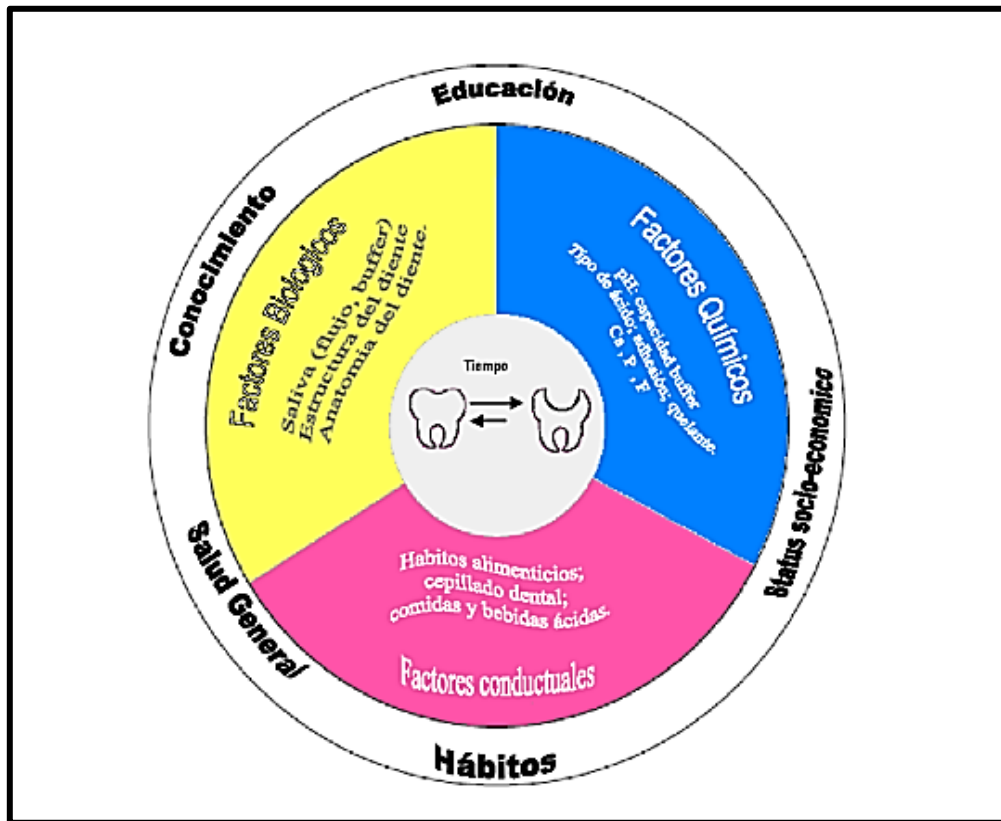 Educación
Conocimiento
Salud General
Hábitos
Status socio-economico
Factores Biologicos
Saliva (flujo, buffer)
Estructura del diente
Anatomia del diente.
Factores Químicos
pH: capacidad buffer
Tipo de ácido; adhesión; quelante.
Ca , P , F
Tiempo
Habitos alimenticios;
cepillado dental;
comidas y bebidas ácidas.
Factores conductuales